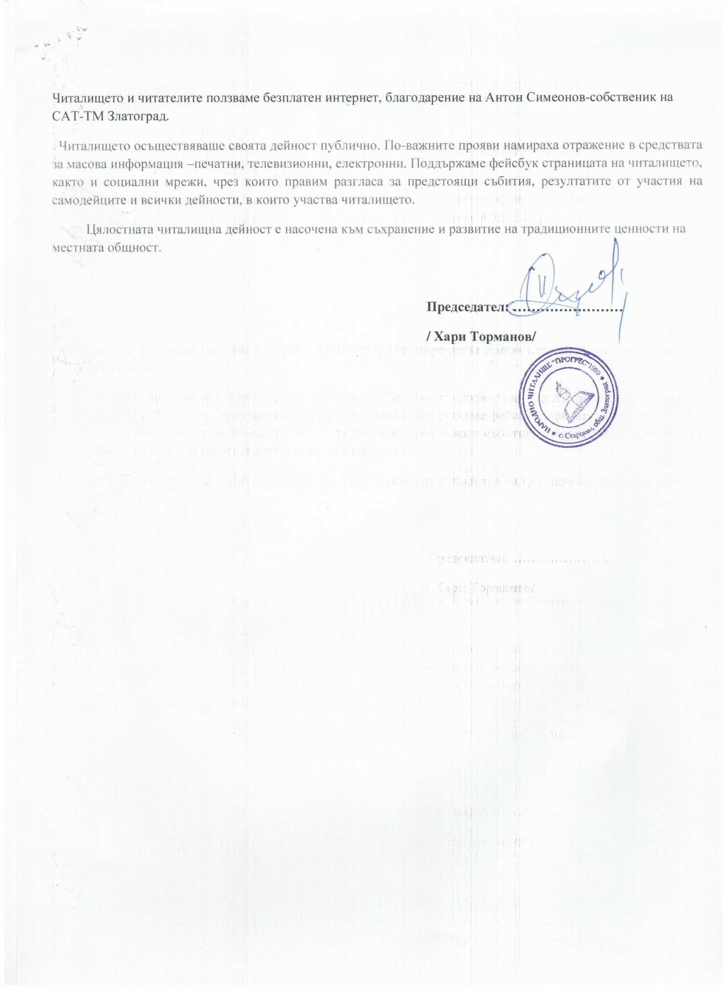 Читалището и читателите ползваме безплатен интернет, благодарение на Антон Симеонов-собственик на
САТ-ТМ Златоград.
Читалището осъществяваше своята дейност публично. По-важните прояви намираха отражение в средствата
за масова информация –печатни, телевизионни, електронни. Поддържаме фейсбук страницата на читалището,
както и социални мрежи, чрез които правим разгласа за предстоящи събития, резултатите от участия на
самодейците и всички дейности, в които участва читалището.
Цялостната читалищна дейност е насочена към съхранение и развитие на традиционните ценности на
местната общност.
Председател: ........................
/ Хари Торманов/
НАРОДНО ЧИТАЛИЩЕ "ПРОГРЕС" 1939 * с. Старцево, общ. Златоград *